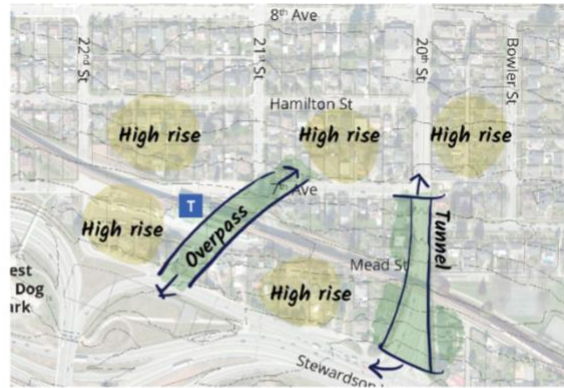 8th Ave
22nd St
21st St
20th St
Bowler St
Hamilton St
High rise
High rise
High rise
7th Ave
T
High rise
Overpass
Tunnel
Mead St
High rise
est
Dog
ark
Stewardson